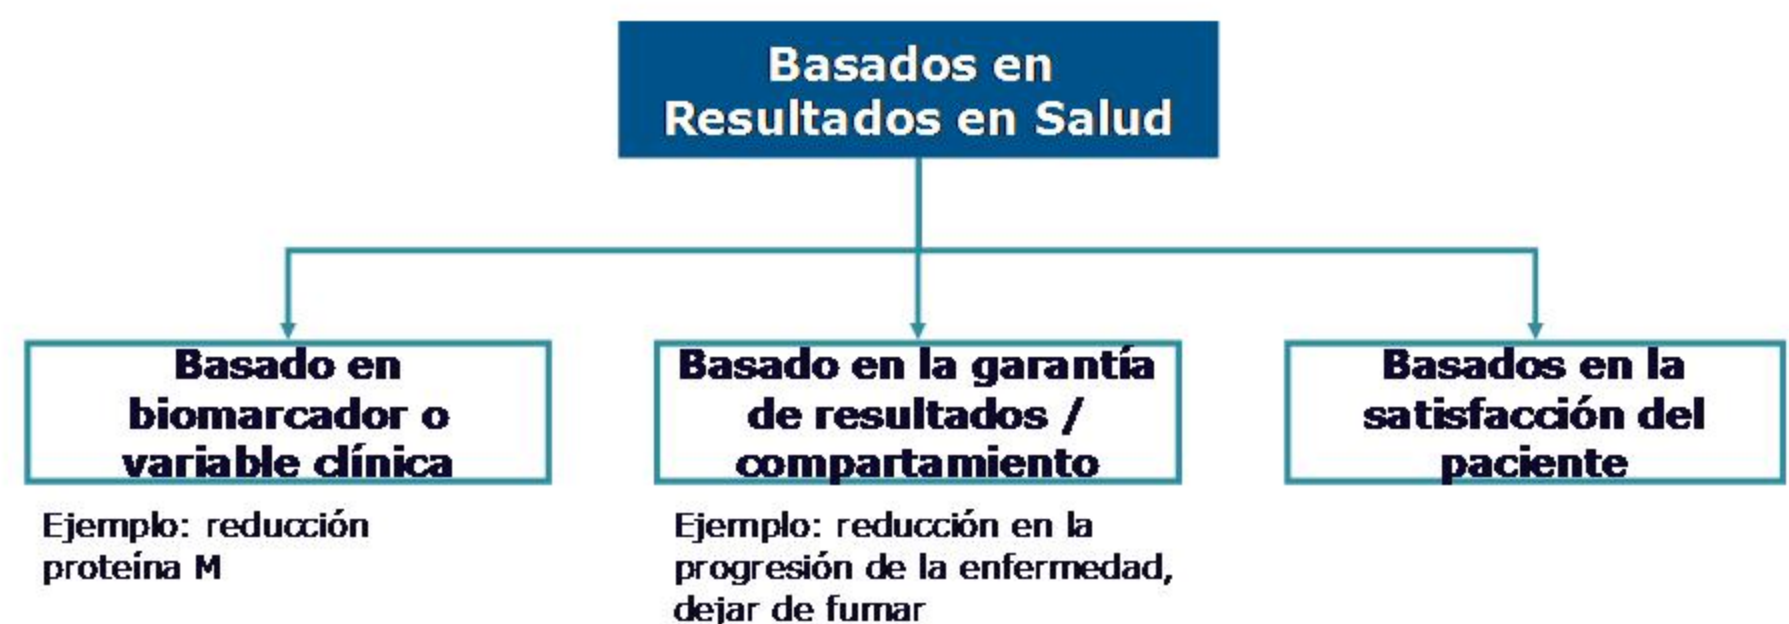 Basados en
Resultados en Salud
Basado en
biomarcador o
variable clínica
Ejemplo: reducción
proteína M
Basado en la garantía
de resultados /
compartamiento
Ejemplo: reducción en la
progresión de la enfermedad,
dejar de fumar
Basados en la
satisfacción del
paciente